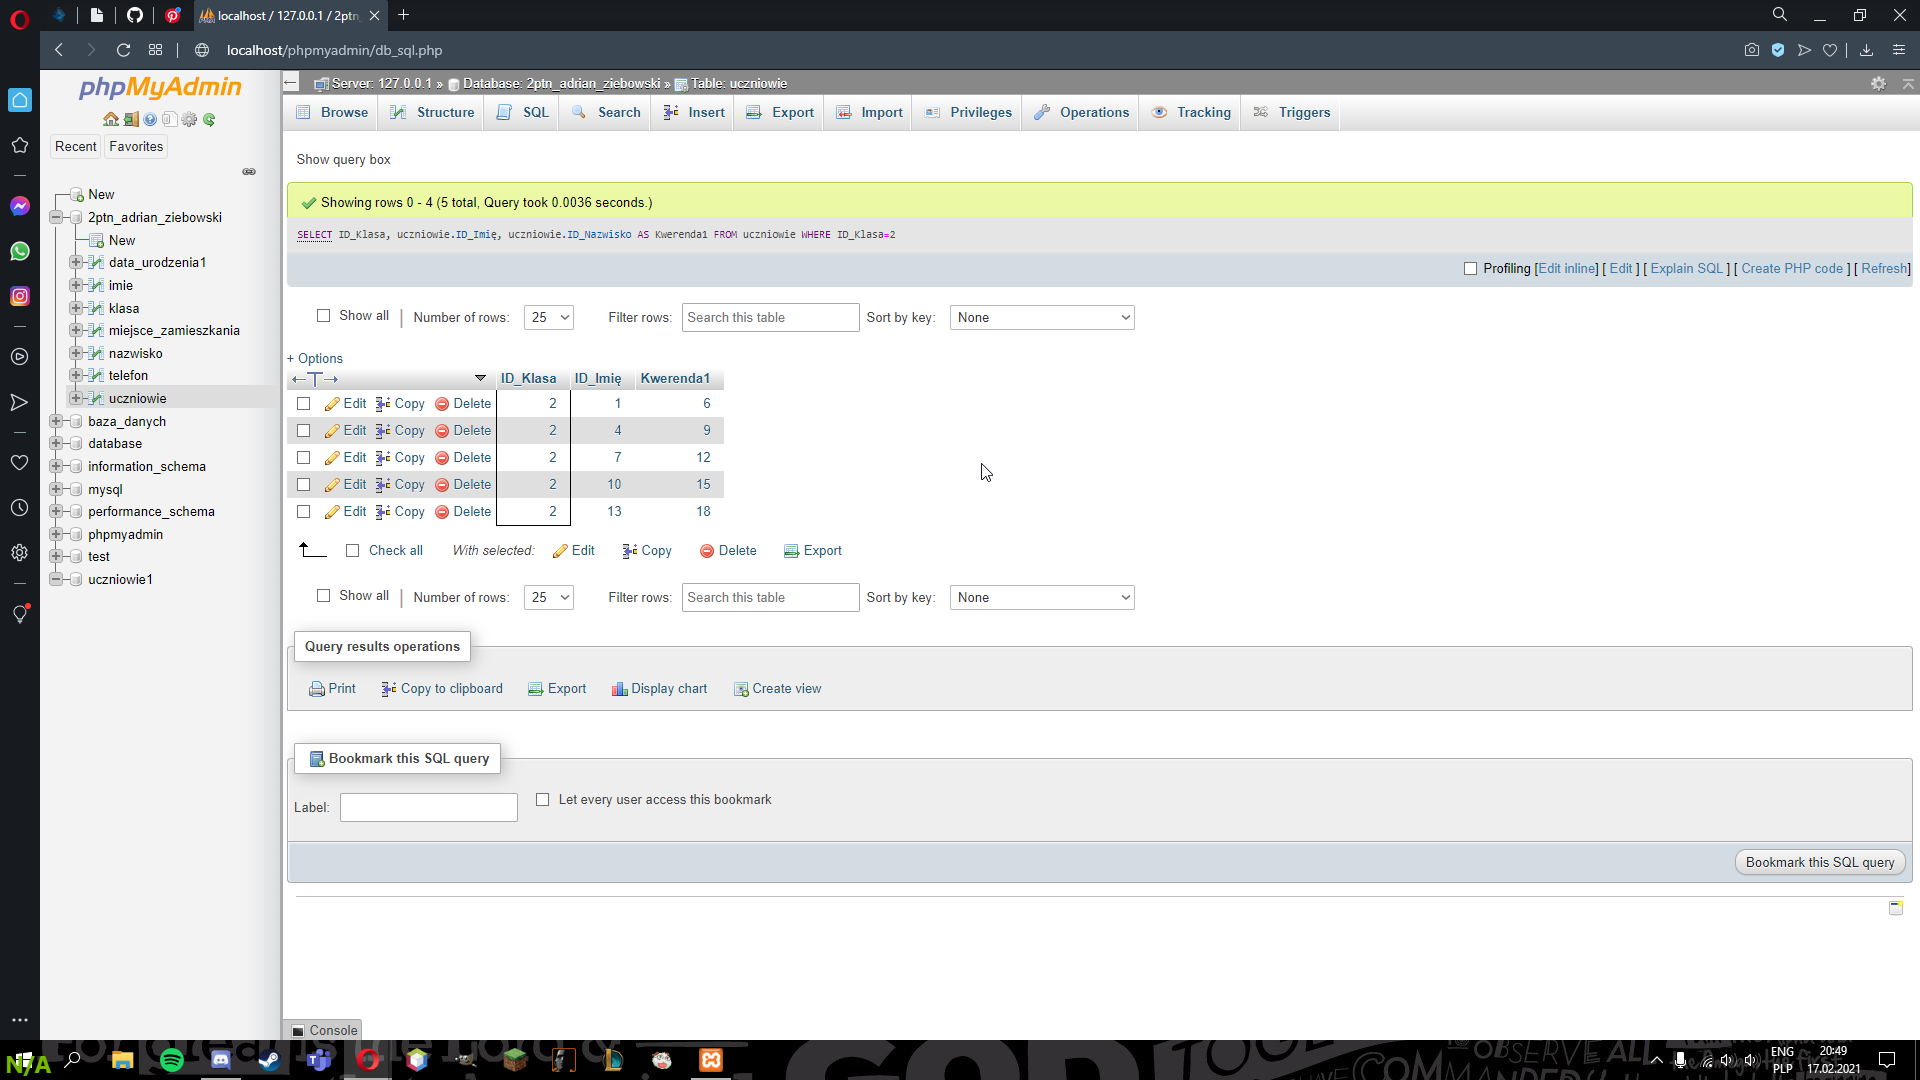 localhost / 127.0.0.1 / 2ptn_
localhost/phpmyadmin/db_sql.php
phpMyAdmin
Recent
Favorites
New
2ptn_adrian_ziebowski
New
data_urodzenia1
imie
klasa
miejsce_zamieszkania
nazwisko
telefon
uczniowie
baza_danych
database
information_schema
mysql
performance_schema
phpmyadmin
test
uczniowie1
Server: 127.0.0.1 » Database: 2ptn_adrian_ziebowski » Table: uczniowie
Browse Structure SQL Search Insert Export Import Privileges Operations Tracking Triggers
Show query box
Showing rows 0 - 4 (5 total, Query took 0.0036 seconds.)
SELECT ID_Klasa, uczniowie.ID_Imię, uczniowie.ID_Nazwisko AS Kwerenda1 FROM uczniowie WHERE ID_Klasa=2
Profiling [Edit inline] [ Edit ] [ Explain SQL ] [ Create PHP code ] [ Refresh]
Show all | Number of rows: 25 Filter rows: Search this table Sort by key: None
+ Options
←T→ ID_Klasa ID_Imię Kwerenda1
Edit Copy Delete 2 1 6
Edit Copy Delete 2 4 9
Edit Copy Delete 2 7 12
Edit Copy Delete 2 10 15
Edit Copy Delete 2 13 18
Check all With selected: Edit Copy Delete Export
Show all | Number of rows: 25 Filter rows: Search this table Sort by key: None
Query results operations
Print Copy to clipboard Export Display chart Create view
Bookmark this SQL query
Label:
Let every user access this bookmark
Bookmark this SQL query
Console
N/A
GOD
OBSERVE ALL
ENG
PLP
20:49
17.02.2021